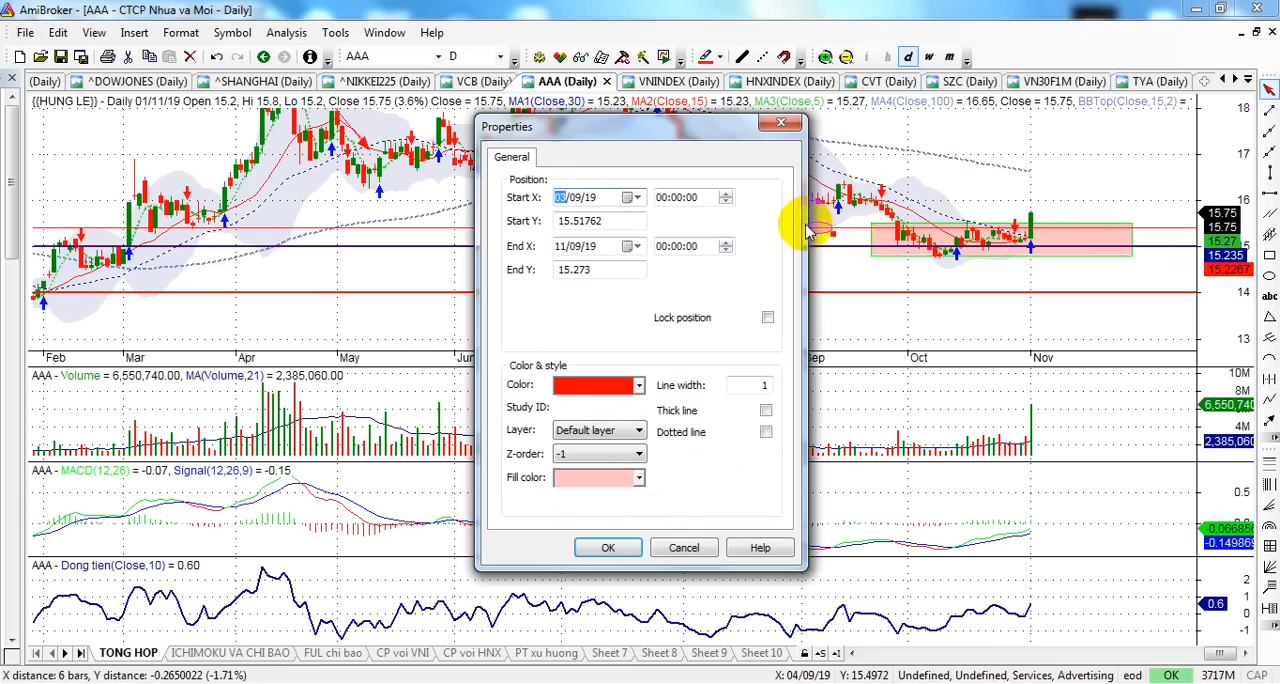 AmiBroker - [AAA - CTCP Nhua va Moi - Daily]
File Edit View Insert Format Symbol Analysis Tools Window Help
AAA D i h d w m
(Daily) ^DOWJONES (Daily) ^SHANGHAI (Daily) ^NIKKEI225 (Daily) VCB (Daily) AAA (Daily) VNINDEX (Daily) HNXINDEX (Daily) CVT (Daily) SZC (Daily) VN30F1M (Daily) TYA (Daily)
{{HUNG LE}} - Daily 01/11/19 Open 15.2, Hi 15.8, Lo 15.2, Close 15.75 (3.6%) Close = 15.75, MA1(Close,30) = 15.23, MA2(Close,15) = 15.23, MA3(Close,5) = 15.27, MA4(Close,100) = 16.65, Close = 15.75, BBTop(Close,15,2) =
18
17
16
15
14
13
15.75
15.75
15.27
15.235
15.2267
Properties
General
Position:
Start X: 03/09/19 00:00:00
Start Y: 15.51762
End X: 11/09/19 00:00:00
End Y: 15.273
Lock position
Color & style
Color: Line width: 1
Study ID: Thick line
Layer: Default layer Dotted line
Z-order: -1
Fill color:
OK Cancel Help
abc
Feb Mar Apr May Jun Sep Oct Nov
AAA - Volume = 6,550,740.00, MA(Volume,21) = 2,385,060.00
10M
8M
6,550,740
4M
2,385,060
AAA - MACD(12,26) = -0.07, Signal(12,26,9) = -0.15
0.5
-0.06685
-0.149869
AAA - Dong tien(Close,10) = 0.60
2
1
0.6
0
-1
TONG HOP ICHIMOKU VA CHI BAO FUL chi bao CP voi VNI CP voi HNX PT xu huong Sheet 7 Sheet 8 Sheet 9 Sheet 10
X distance: 6 bars, Y distance: -0.2650022 (-1.71%) X: 04/09/19 Y: 15.4972 Undefined, Undefined, Services, Advertising eod OK 3717M CAP